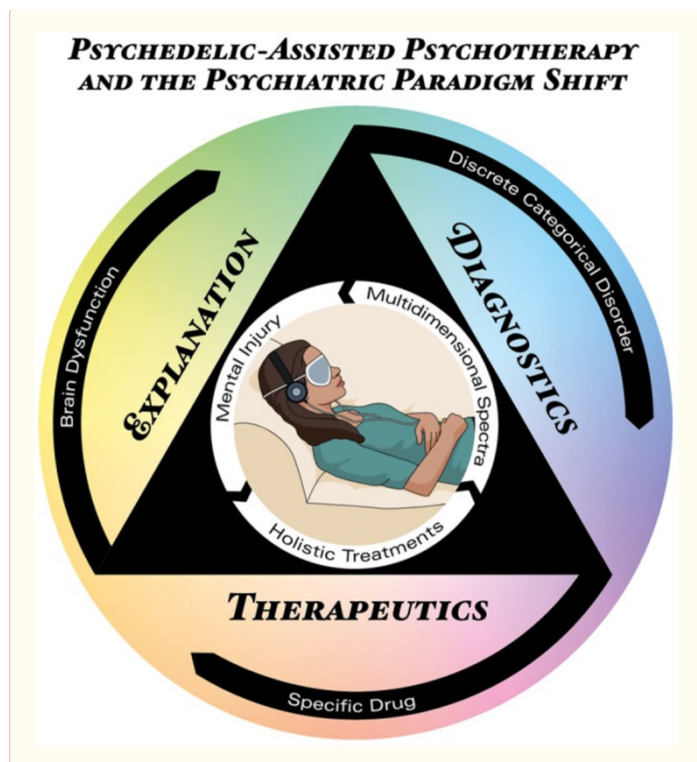 PSYCHEDELIC-ASSISTED PSYCHOTHERAPY
AND THE PSYCHIATRIC PARADIGM SHIFT
Discrete Categorical Disorder
DIAGNOSTICS
EXPLANATION
Brain Dysfunction
Mental Injury
Multidimensional Spectra
Holistic Treatments
THERAPEUTICS
Specific Drug